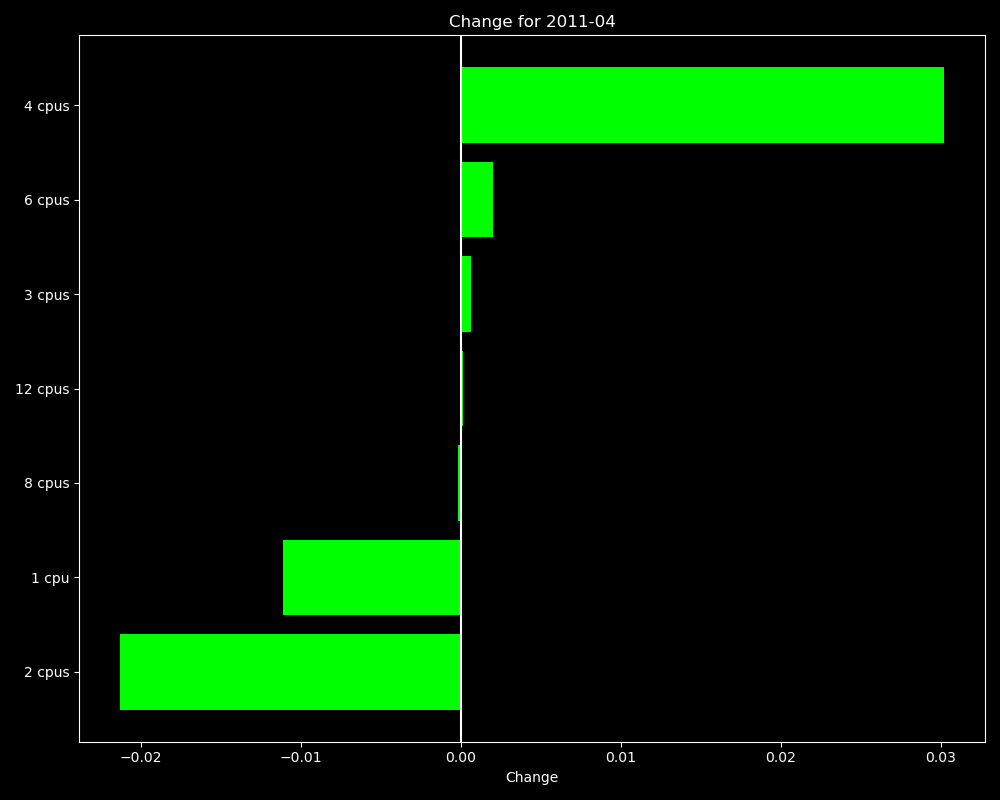 Change for 2011-04
4 cpus
6 cpus
3 cpus
12 cpus
8 cpus
1 cpu
2 cpus
−0.02 −0.01 0.00 0.01 0.02 0.03
Change